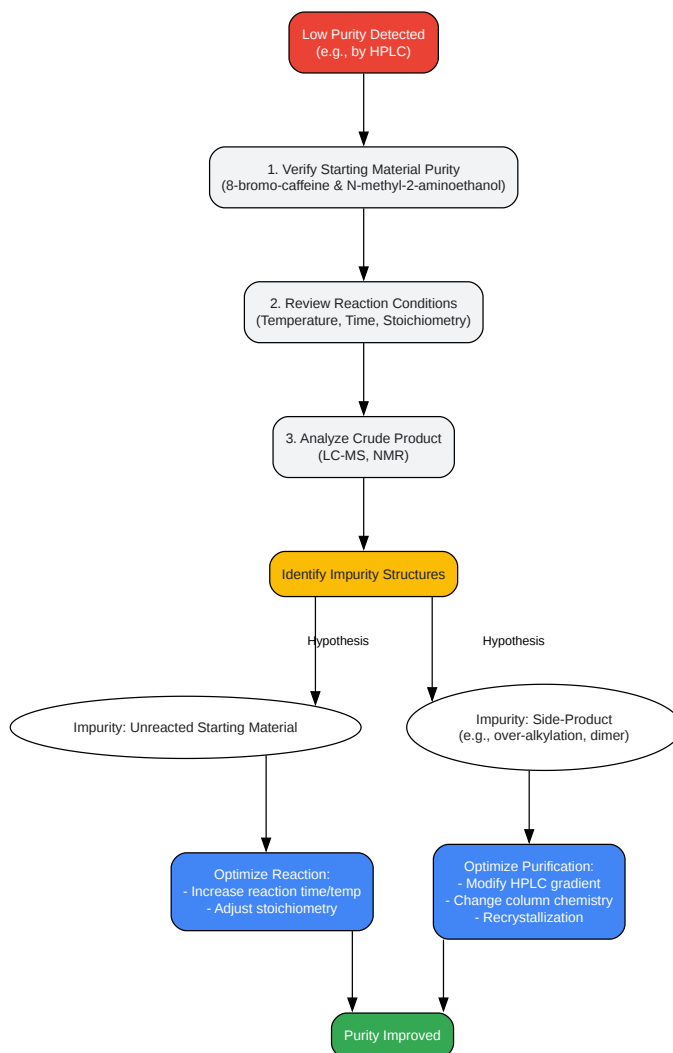 Low Purity Detected
(e.g., by HPLC)
1. Verify Starting Material Purity
(8-bromo-caffeine & N-methyl-2-aminoethanol)
2. Review Reaction Conditions
(Temperature, Time, Stoichiometry)
3. Analyze Crude Product
(LC-MS, NMR)
Identify Impurity Structures
Hypothesis
Hypothesis
Impurity: Unreacted Starting Material
Impurity: Side-Product
(e.g., over-alkylation, dimer)
Optimize Reaction:
- Increase reaction time/temp
- Adjust stoichiometry
Optimize Purification:
- Modify HPLC gradient
- Change column chemistry
- Recrystallization
Purity Improved